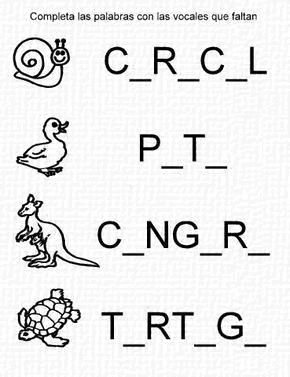 Completa las palabras con las vocales que faltan
C_R_C_L
P_T_
C_NG_R_
T_RT_G_